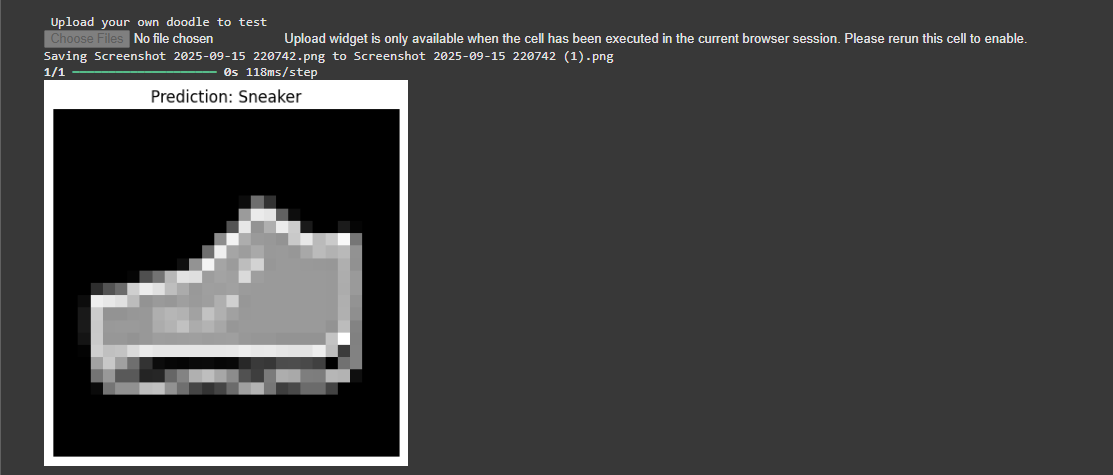 Upload your own doodle to test
Choose Files No file chosen Upload widget is only available when the cell has been executed in the current browser session. Please rerun this cell to enable.
Saving Screenshot 2025-09-15 220742.png to Screenshot 2025-09-15 220742 (1).png
1/1 ━━━━━━━━━━━━━━━━━━━━ 0s 118ms/step
Prediction: Sneaker